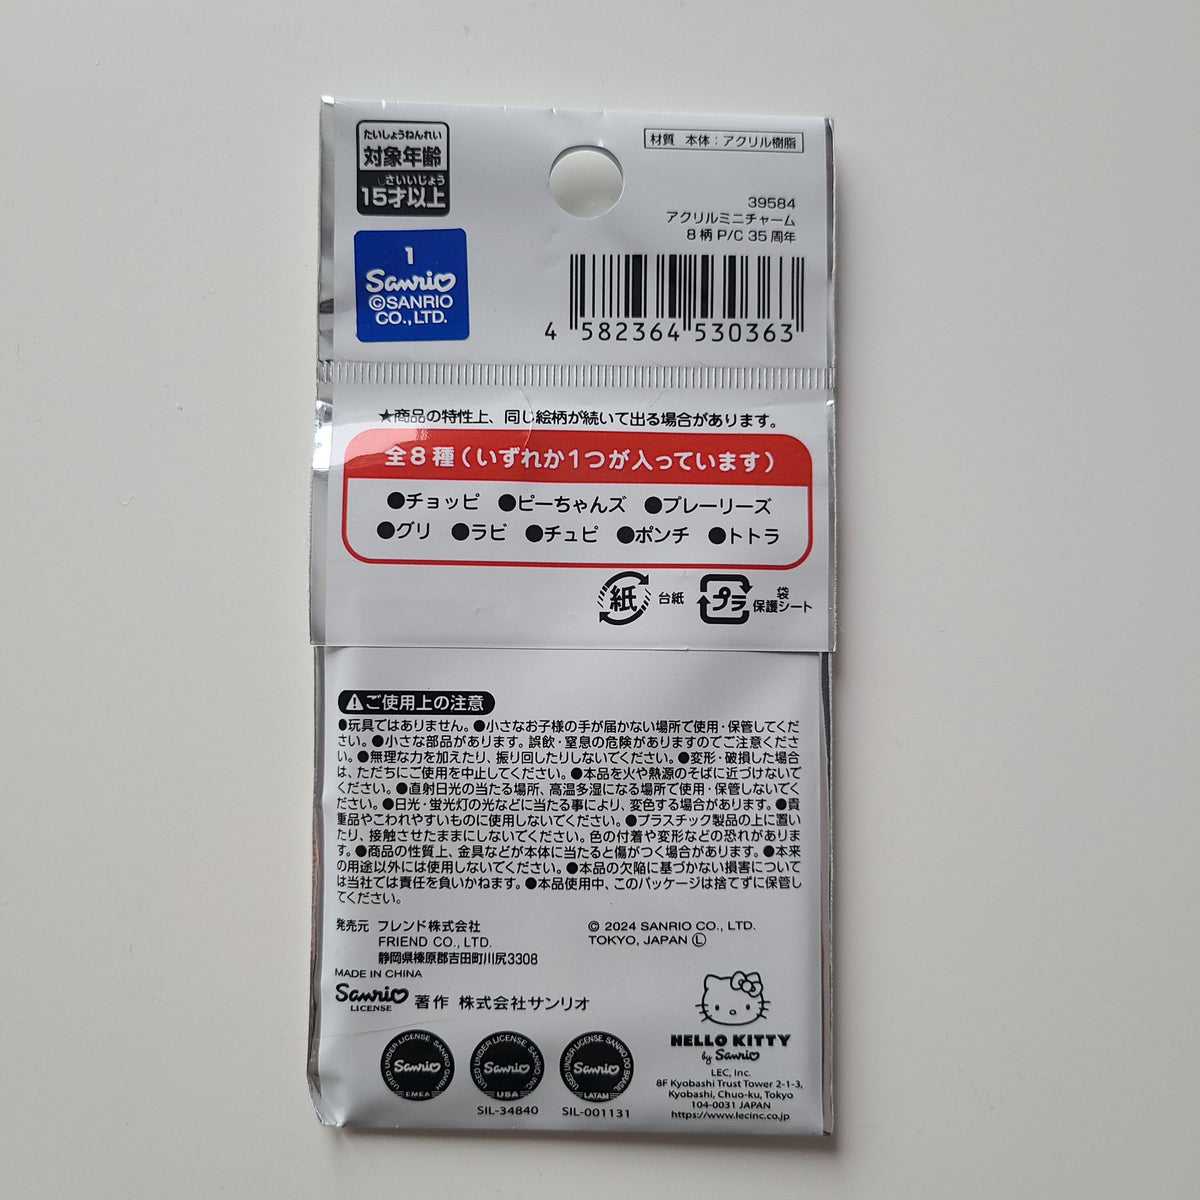 たいしょうねんれい
対象年齢
さいいじょう
15才以上
材質 本体：アクリル樹脂
39584
アクリルミニチャーム
8柄 P/C 35周年
1
Sanrio
©SANRIO
CO.,LTD.
4 582364 530363
★商品の特性上、同じ絵柄が続いて出る場合があります。
全8種（いずれか1つが入っています）
●チョッピ ●ピーちゃんズ ●プレーリーズ
●グリ ●ラビ ●チュピ ●ポンチ ●トトラ
紙 台紙
プラ 袋
保護シート
ご使用上の注意
●玩具ではありません。●小さなお子様の手が届かない場所で使用・保管してくだ
さい。●小さな部品があります。誤飲・窒息の危険がありますのでご注意くださ
い。●無理な力を加えたり、振り回したりしないでください。●変形・破損した場合
は、ただちにご使用を中止してください。●本品を火や熱源のそばに近づけないで
ください。●直射日光の当たる場所、高温多湿になる場所で使用・保管しないでく
ださい。●日光・蛍光灯の光などに当たる事により、変色する場合があります。●貴
重品やこわれやすいものに使用しないでください。●プラスチック製品の上に置い
たり、接触させたままにしないでください。色の付着や変形などの恐れがありま
す。●商品の性質上、金具などが本体に当たると傷がつく場合があります。●本来
の用途以外には使用しないでください。●本品の欠陥に基づかない損害について
は当社では責任を負いかねます。●本品使用中、このパッケージは捨てずに保管し
てください。
発売元 フレンド株式会社
FRIEND CO., LTD.
静岡県榛原郡吉田町川尻3308
© 2024 SANRIO CO., LTD.
TOKYO, JAPAN Ⓛ
MADE IN CHINA
Sanrio
LICENSE
著作 株式会社サンリオ
USED UNDER LICENSE. SANRIO GMBH
Sanrio
EMEA
USED UNDER LICENSE. SANRIO INC.
Sanrio
USA
SIL-34840
USED UNDER LICENSE. SANRIO DO BRASIL
Sanrio
LATAM
SIL-001131
HELLO KITTY
by Sanrio
LEC, Inc.
8F Kyobashi Trust Tower 2-1-3,
Kyobashi, Chuo-ku, Tokyo
104-0031 JAPAN
https://www.lecinc.co.jp